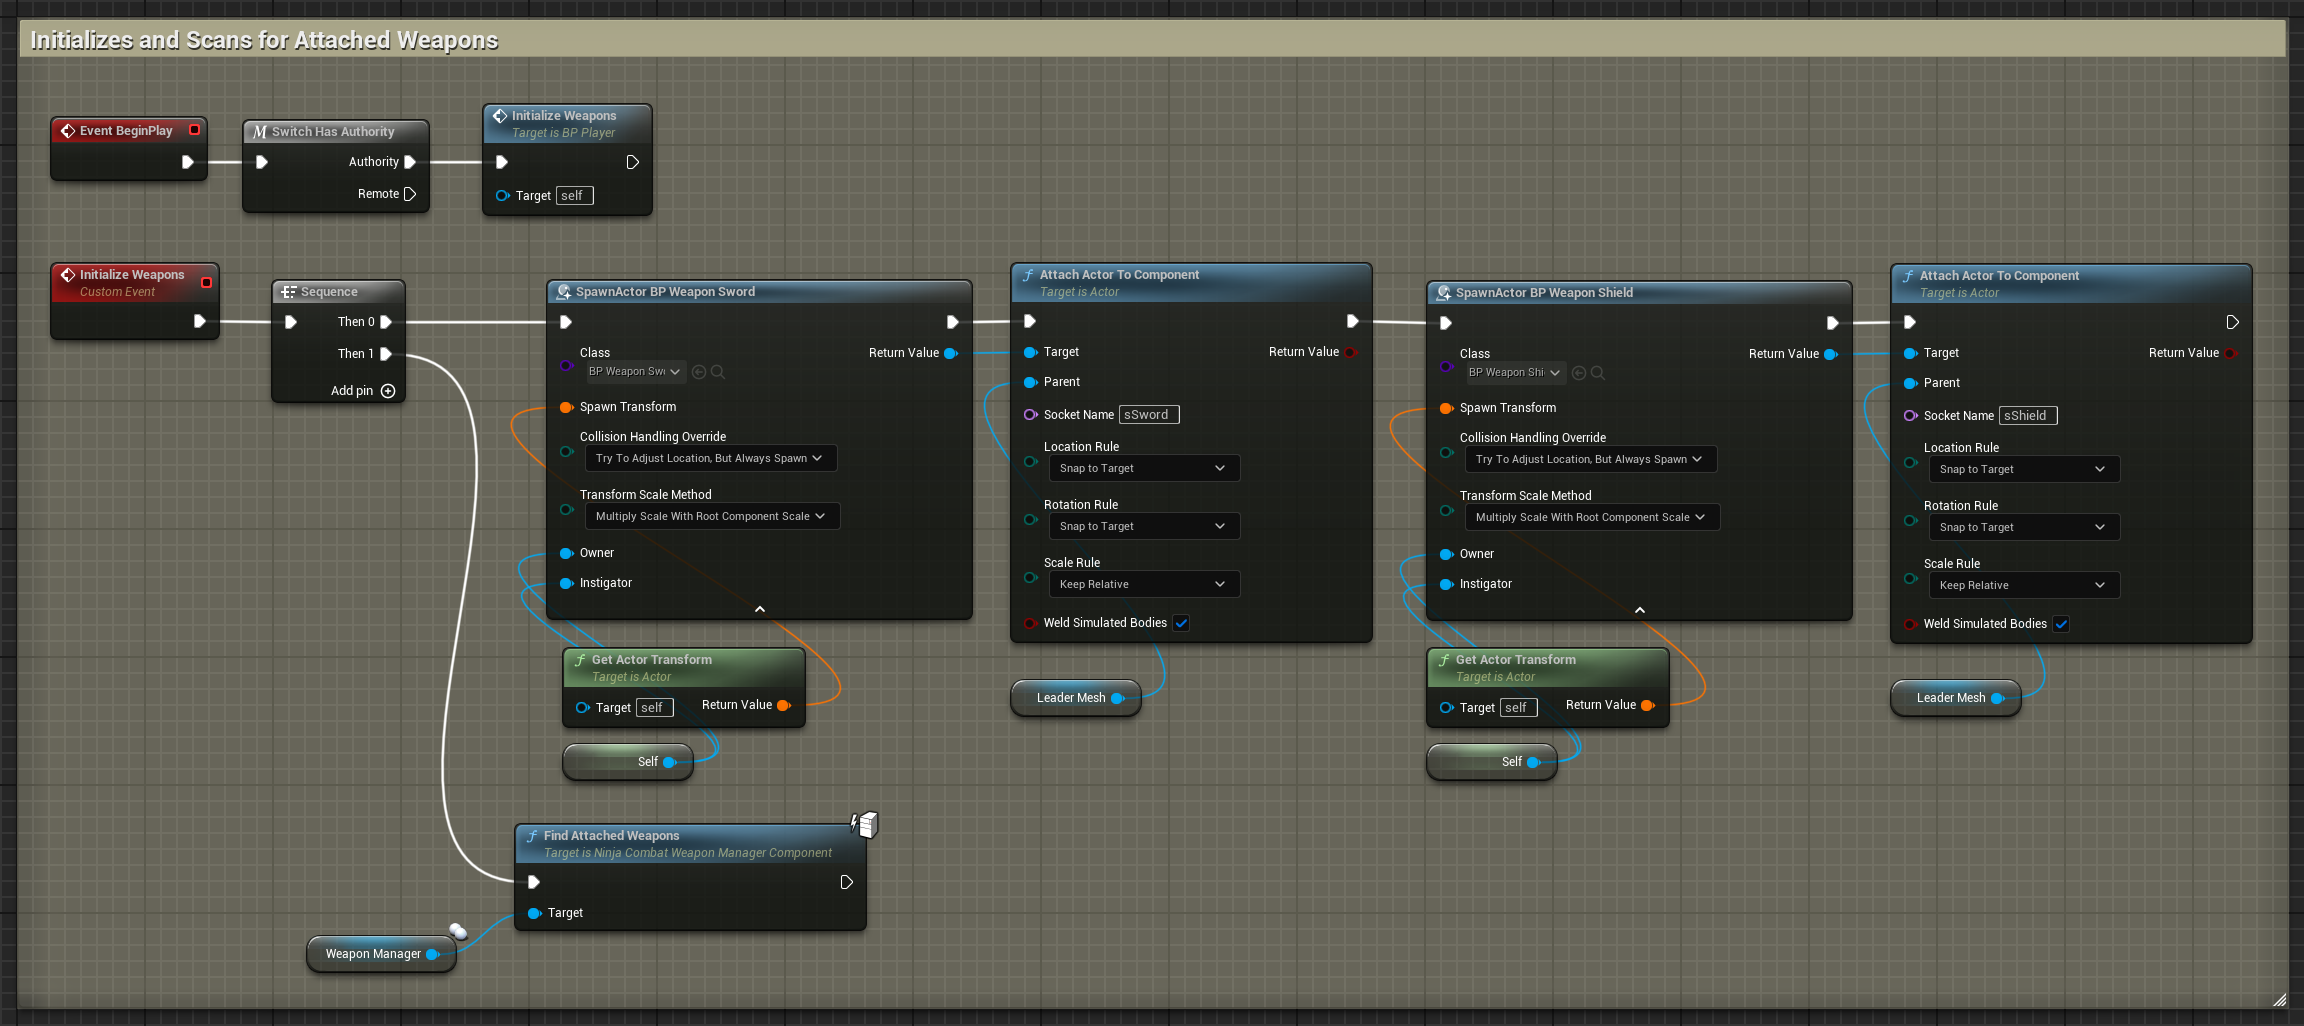 Initializes and Scans for Attached Weapons
Event BeginPlay
Switch Has Authority
Authority
Remote
Initialize Weapons
Target is BP Player
Target self
Initialize Weapons
Custom Event
Sequence
Then 0
Then 1
Add pin
SpawnActor BP Weapon Sword
Class
Return Value
BP Weapon Swe
Spawn Transform
Collision Handling Override
Try To Adjust Location, But Always Spawn
Transform Scale Method
Multiply Scale With Root Component Scale
Owner
Instigator
Attach Actor To Component
Target is Actor
Target
Return Value
Parent
Socket Name sSword
Location Rule
Snap to Target
Rotation Rule
Snap to Target
Scale Rule
Keep Relative
Weld Simulated Bodies
SpawnActor BP Weapon Shield
Class
Return Value
BP Weapon Shi
Spawn Transform
Collision Handling Override
Try To Adjust Location, But Always Spawn
Transform Scale Method
Multiply Scale With Root Component Scale
Owner
Instigator
Attach Actor To Component
Target is Actor
Target
Return Value
Parent
Socket Name sShield
Location Rule
Snap to Target
Rotation Rule
Snap to Target
Scale Rule
Keep Relative
Weld Simulated Bodies
Get Actor Transform
Target is Actor
Target self Return Value
Self
Leader Mesh
Get Actor Transform
Target is Actor
Target self Return Value
Self
Leader Mesh
Find Attached Weapons
Target is Ninja Combat Weapon Manager Component
Target
Weapon Manager